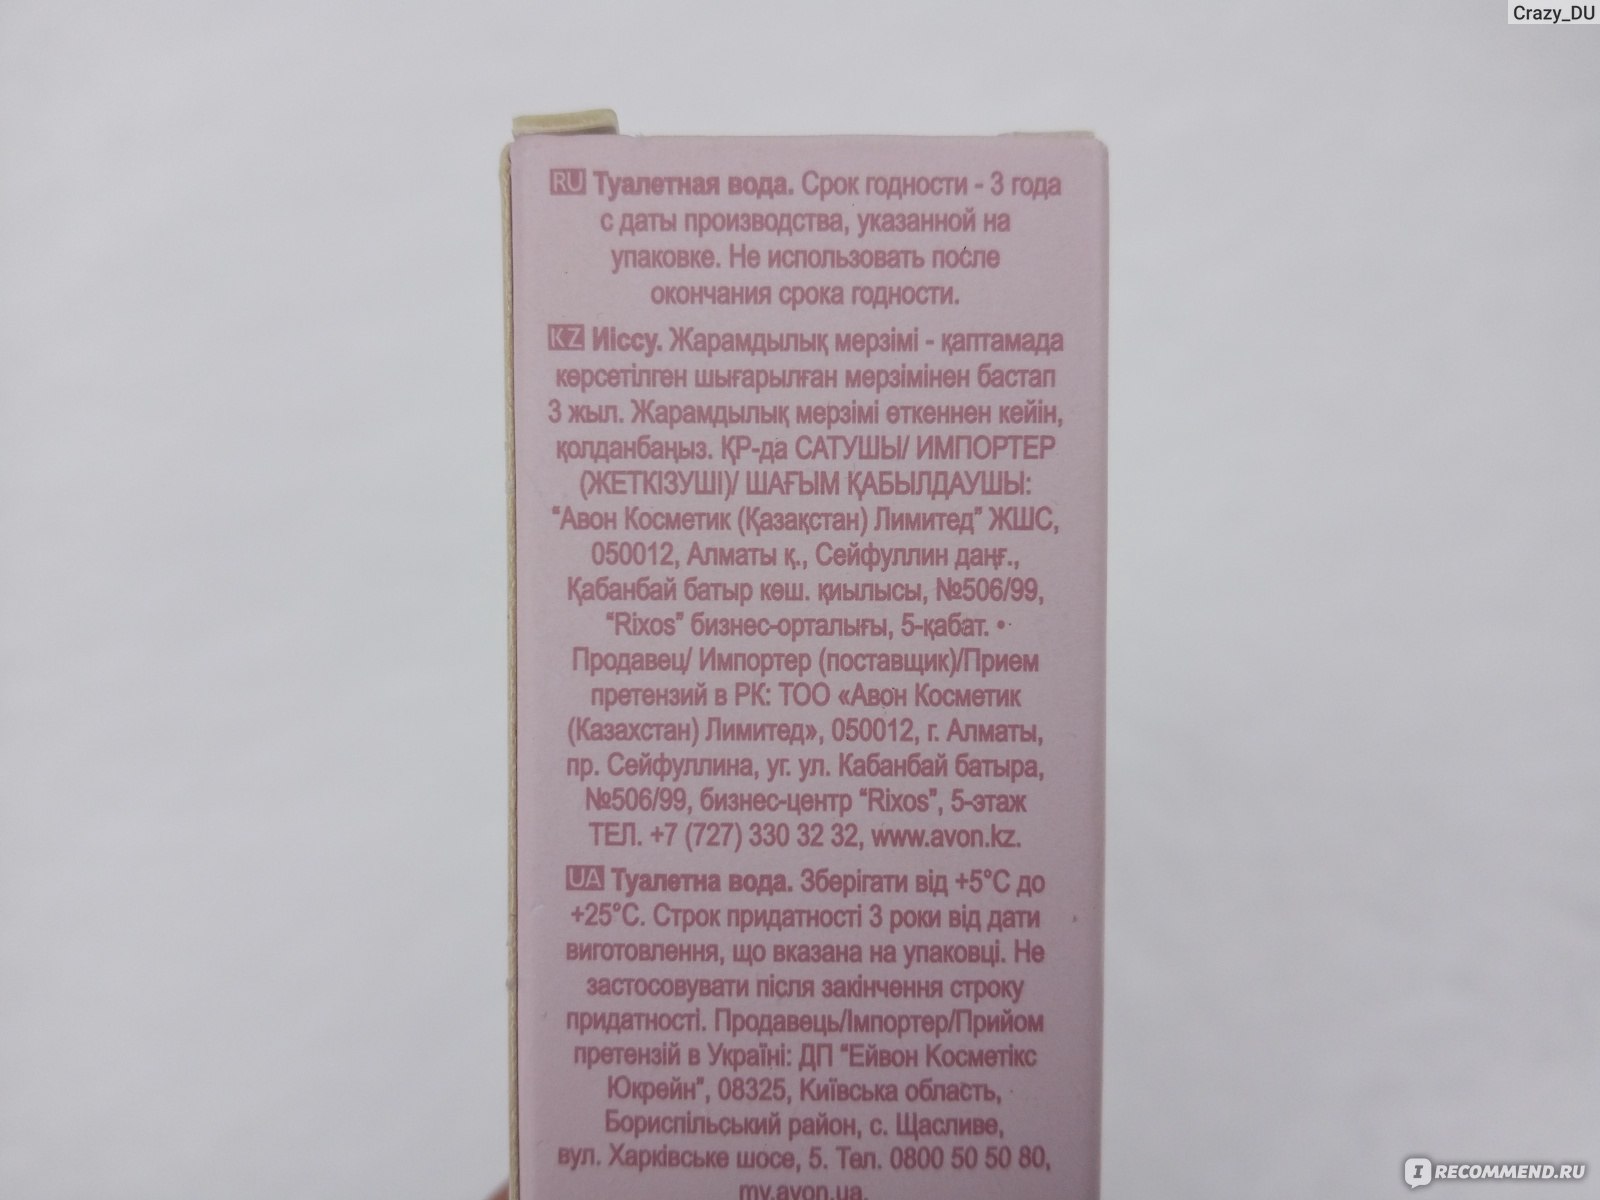 Crazy_DU
RU Туалетная вода. Срок годности - 3 года
с даты производства, указанной на
упаковке. Не использовать после
окончания срока годности.
KZ Иіссу. Жарамдылық мерзімі - қаптамада
көрсетілген шығарылған мерзімінен бастап
3 жыл. Жарамдылық мерзімі өткеннен кейін,
қолданбаңыз. ҚР-да САТУШЫ/ ИМПОРТЕР
(ЖЕТКІЗУШІ)/ ШАҒЫМ ҚАБЫЛДАУШЫ:
“Авон Косметик (Қазақстан) Лимитед” ЖШС,
050012, Алматы қ., Сейфуллин даңғ.,
Қабанбай батыр көш. қиылысы, №506/99,
“Rixos” бизнес-орталығы, 5-қабат. •
Продавец/ Импортер (поставщик)/Прием
претензий в РК: ТОО «Авон Косметик
(Казахстан) Лимитед», 050012, г. Алматы,
пр. Сейфуллина, уг. ул. Кабанбай батыра,
№506/99, бизнес-центр “Rixos”, 5-этаж
ТЕЛ. +7 (727) 330 32 32, www.avon.kz.
UA Туалетна вода. Зберігати від +5°C до
+25°C. Строк придатності 3 роки від дати
виготовлення, що вказана на упаковці. Не
застосовувати після закінчення строку
придатності. Продавець/Імпортер/Прийом
претензій в Україні: ДП “Ейвон Косметікс
Юкрейн”, 08325, Київська область,
Бориспільський район, с. Щасливе,
вул. Харківське шосе, 5. Тел. 0800 50 50 80,
my.avon.ua.
IRECOMMEND.RU